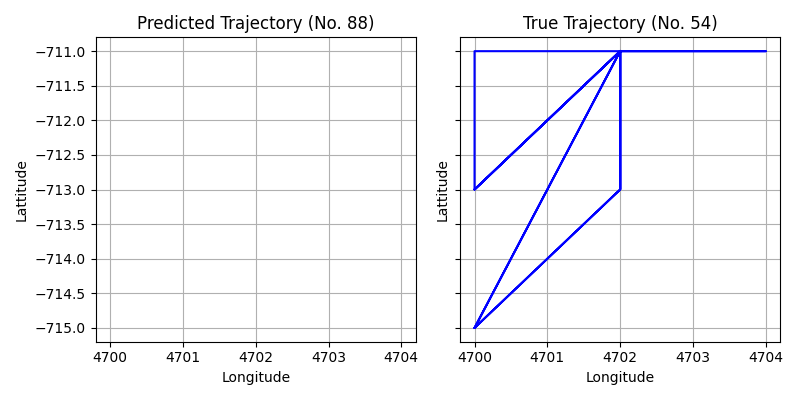 Predicted Trajectory (No. 88)
True Trajectory (No. 54)
Lattitude
−711.0
−711.5
−712.0
−712.5
−713.0
−713.5
−714.0
−714.5
−715.0
4700 4701 4702 4703 4704
Longitude
Lattitude
4700 4701 4702 4703 4704
Longitude